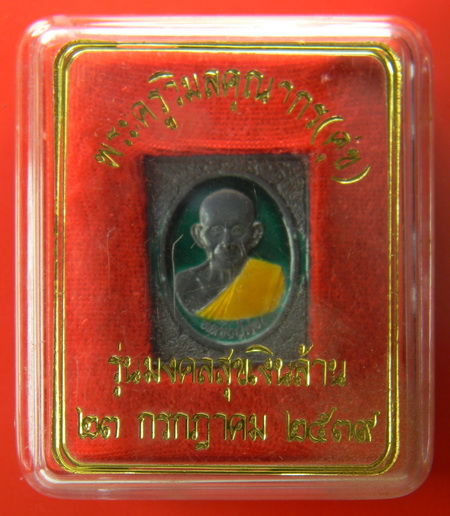 พระครูวิมลคุณากร(ศุข)
รุ่น.มงคลสุข.เงินล้าน
๒๓ กรกฎาคม ๒๕๓๙